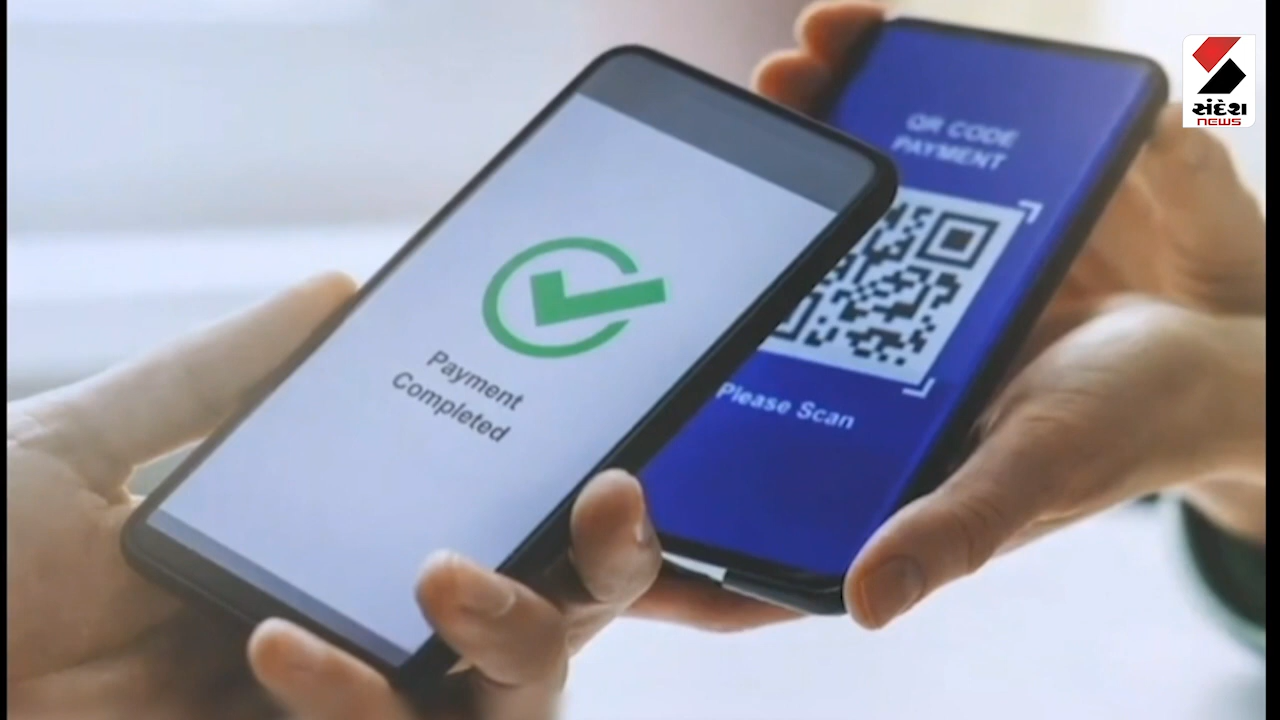 QR CODE
PAYMENT
Please Scan
Payment
Completed
સંદેશ
NEWS